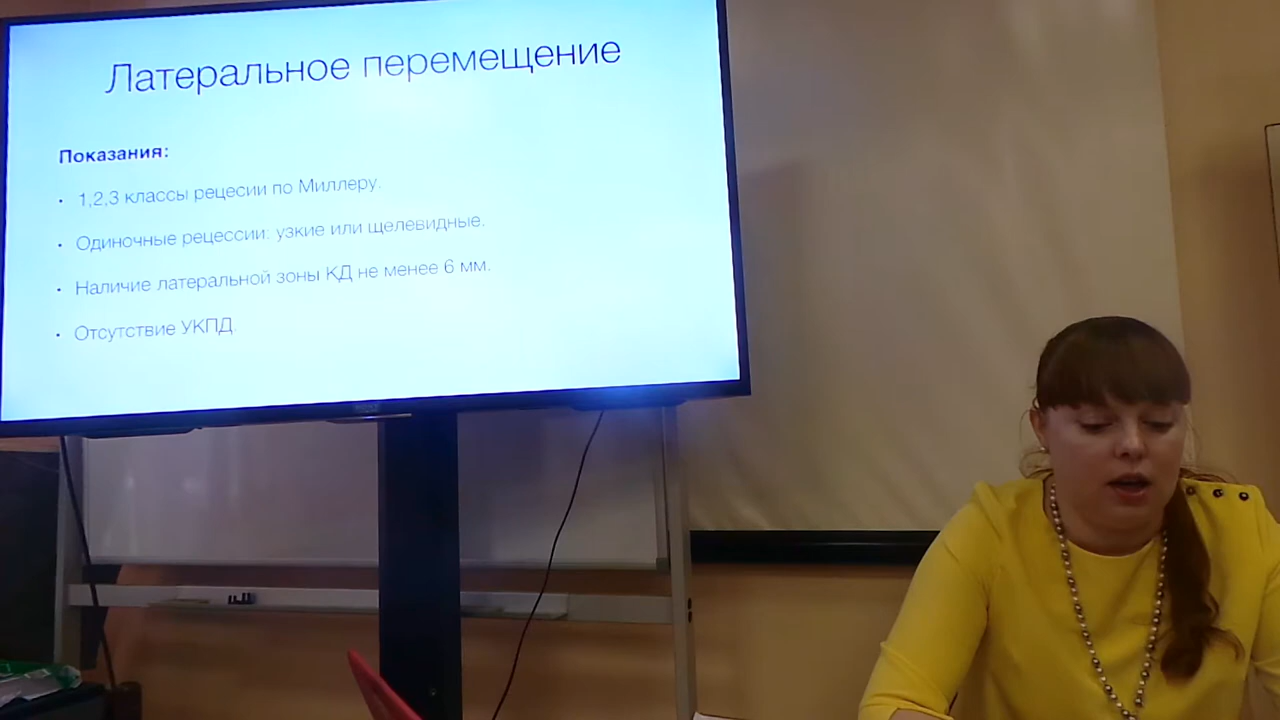 Латеральное перемещение
Показания:
• 1,2,3 классы рецесии по Миллеру.
• Одиночные рецессии: узкие или щелевидные.
• Наличие латеральной зоны КД не менее 6 мм.
• Отсутствие УКПД.